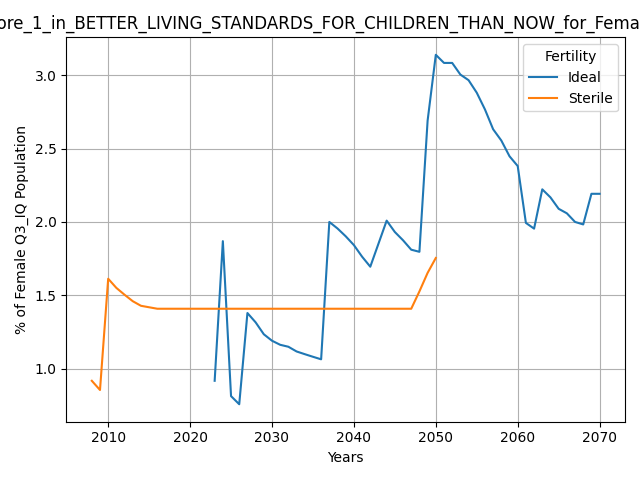 ore_1_in_BETTER_LIVING_STANDARDS_FOR_CHILDREN_THAN_NOW_for_Fema
Fertility
Ideal
Sterile
% of Female Q3_IQ Population
3.0
2.5
2.0
1.5
1.0
2010 2020 2030 2040 2050 2060 2070
Years